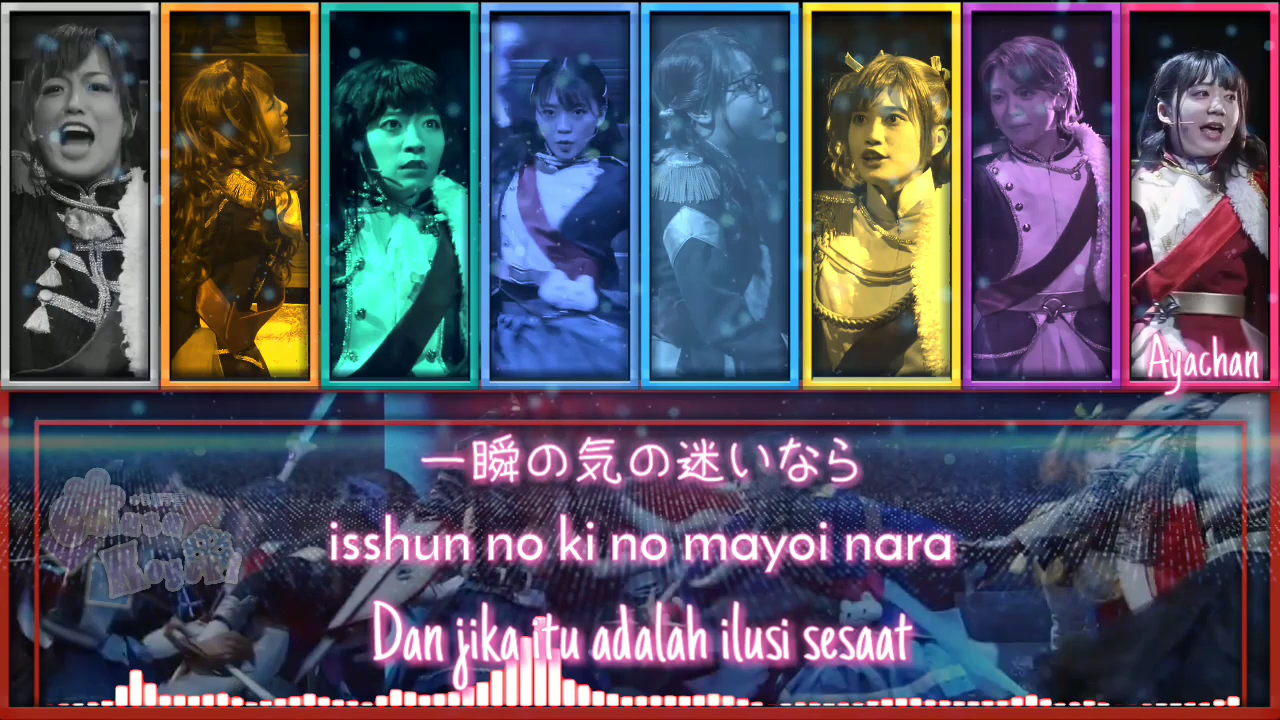 Ayachan
一瞬の気の迷いなら
isshun no ki no mayoi nara
Dan jika itu adalah ilusi sesaat